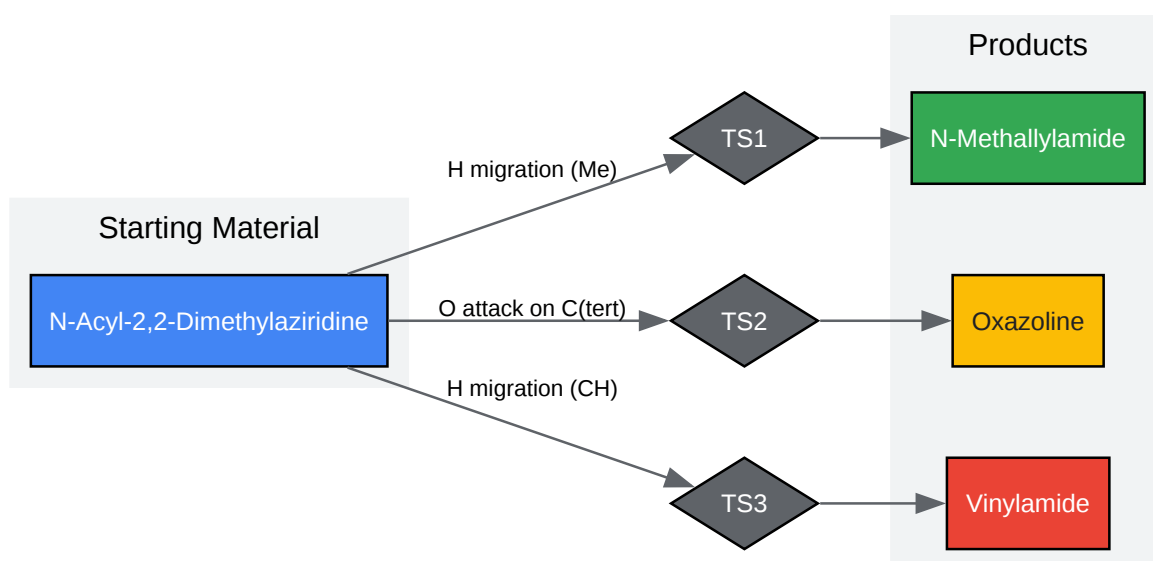 Products
TS1
N-Methallylamide
H migration (Me)
Starting Material
N-Acyl-2,2-Dimethylaziridine
O attack on C(tert)
TS2
Oxazoline
H migration (CH)
TS3
Vinylamide